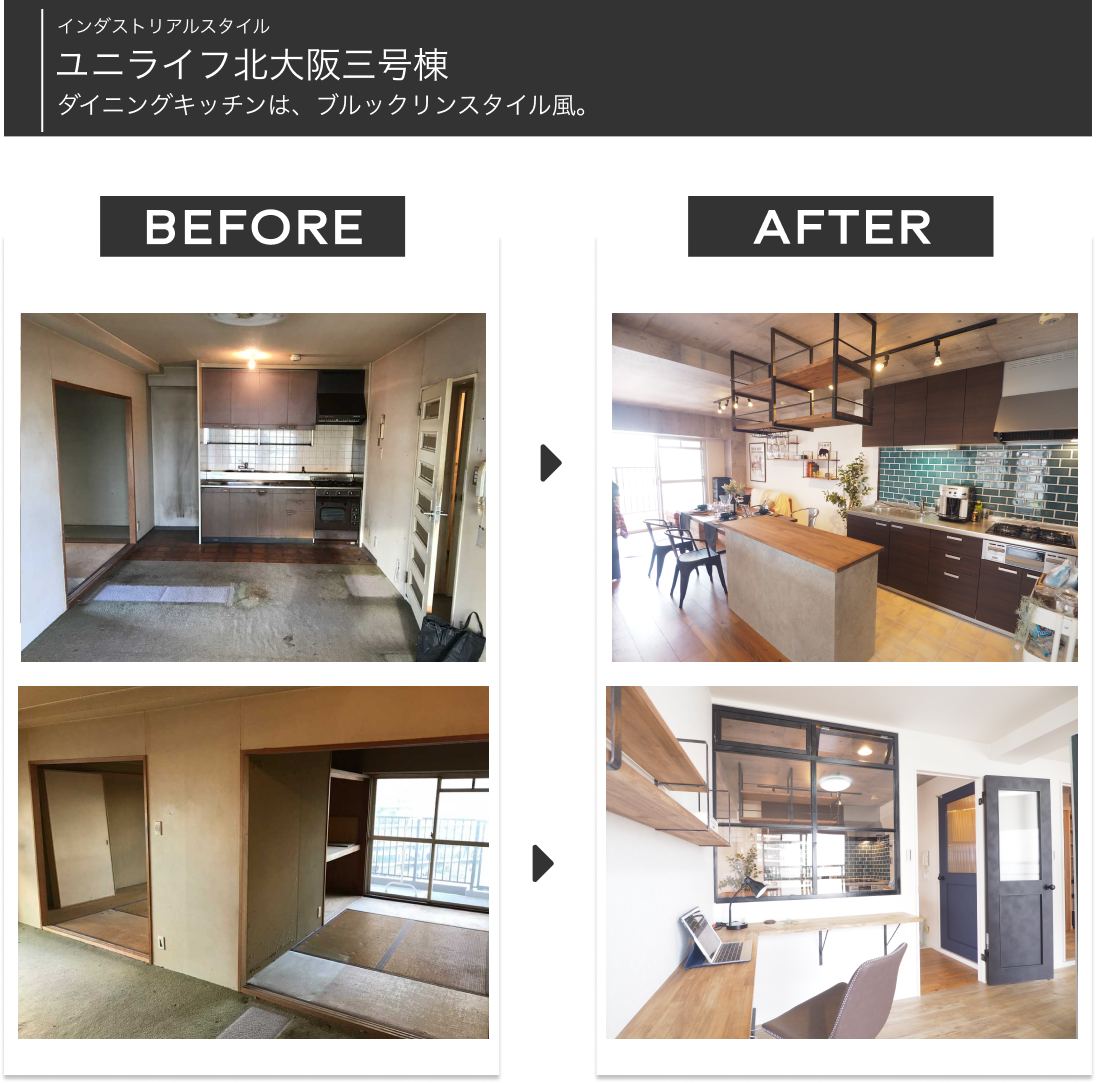 インダストリアルスタイル
ユニライフ北大阪三号棟
ダイニングキッチンは、ブルックリンスタイル風。
BEFORE
AFTER